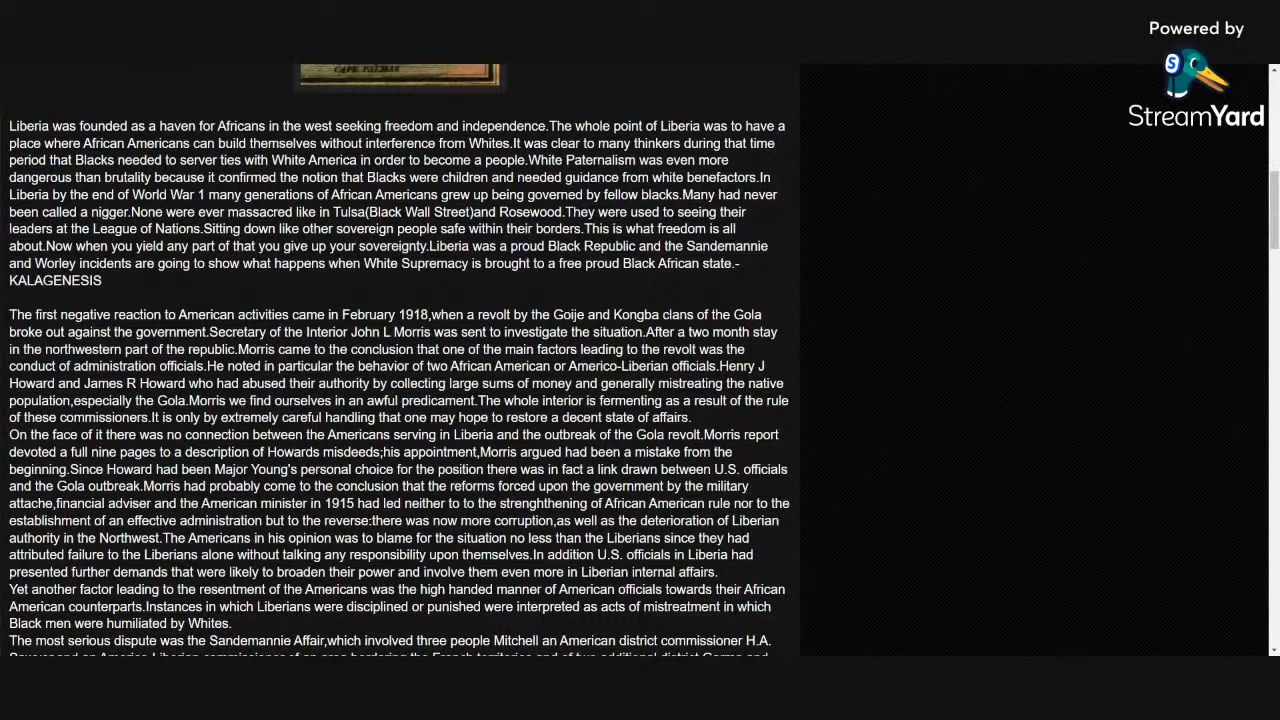 Powered by
StreamYard
CAPE PALMAS
Liberia was founded as a haven for Africans in the west seeking freedom and independence.The whole point of Liberia was to have a
place where African Americans can build themselves without interference from Whites.It was clear to many thinkers during that time
period that Blacks needed to server ties with White America in order to become a people.White Paternalism was even more
dangerous than brutality because it confirmed the notion that Blacks were children and needed guidance from white benefactors.In
Liberia by the end of World War 1 many generations of African Americans grew up being governed by fellow blacks.Many had never
been called a nigger.None were ever massacred like in Tulsa(Black Wall Street)and Rosewood.They were used to seeing their
leaders at the League of Nations.Sitting down like other sovereign people safe within their borders.This is what freedom is all
about.Now when you yield any part of that you give up your sovereignty.Liberia was a proud Black Republic and the Sandemannie
and Worley incidents are going to show what happens when White Supremacy is brought to a free proud Black African state.-
KALAGENESIS
The first negative reaction to American activities came in February 1918,when a revolt by the Goije and Kongba clans of the Gola
broke out against the government.Secretary of the Interior John L Morris was sent to investigate the situation.After a two month stay
in the northwestern part of the republic.Morris came to the conclusion that one of the main factors leading to the revolt was the
conduct of administration officials.He noted in particular the behavior of two African American or Americo-Liberian officials.Henry J
Howard and James R Howard who had abused their authority by collecting large sums of money and generally mistreating the native
population,especially the Gola.Morris we find ourselves in an awful predicament.The whole interior is fermenting as a result of the rule
of these commissioners.It is only by extremely careful handling that one may hope to restore a decent state of affairs.
On the face of it there was no connection between the Americans serving in Liberia and the outbreak of the Gola revolt.Morris report
devoted a full nine pages to a description of Howards misdeeds;his appointment,Morris argued had been a mistake from the
beginning.Since Howard had been Major Young's personal choice for the position there was in fact a link drawn between U.S. officials
and the Gola outbreak.Morris had probably come to the conclusion that the reforms forced upon the government by the military
attache,financial adviser and the American minister in 1915 had led neither to to the strenghthening of African American rule nor to the
establishment of an effective administration but to the reverse:there was now more corruption,as well as the deterioration of Liberian
authority in the Northwest.The Americans in his opinion was to blame for the situation no less than the Liberians since they had
attributed failure to the Liberians alone without talking any responsibility upon themselves.In addition U.S. officials in Liberia had
presented further demands that were likely to broaden their power and involve them even more in Liberian internal affairs.
Yet another factor leading to the resentment of the Americans was the high handed manner of American officials towards their African
American counterparts.Instances in which Liberians were disciplined or punished were interpreted as acts of mistreatment in which
Black men were humiliated by Whites.
The most serious dispute was the Sandemannie Affair,which involved three people Mitchell an American district commissioner H.A.